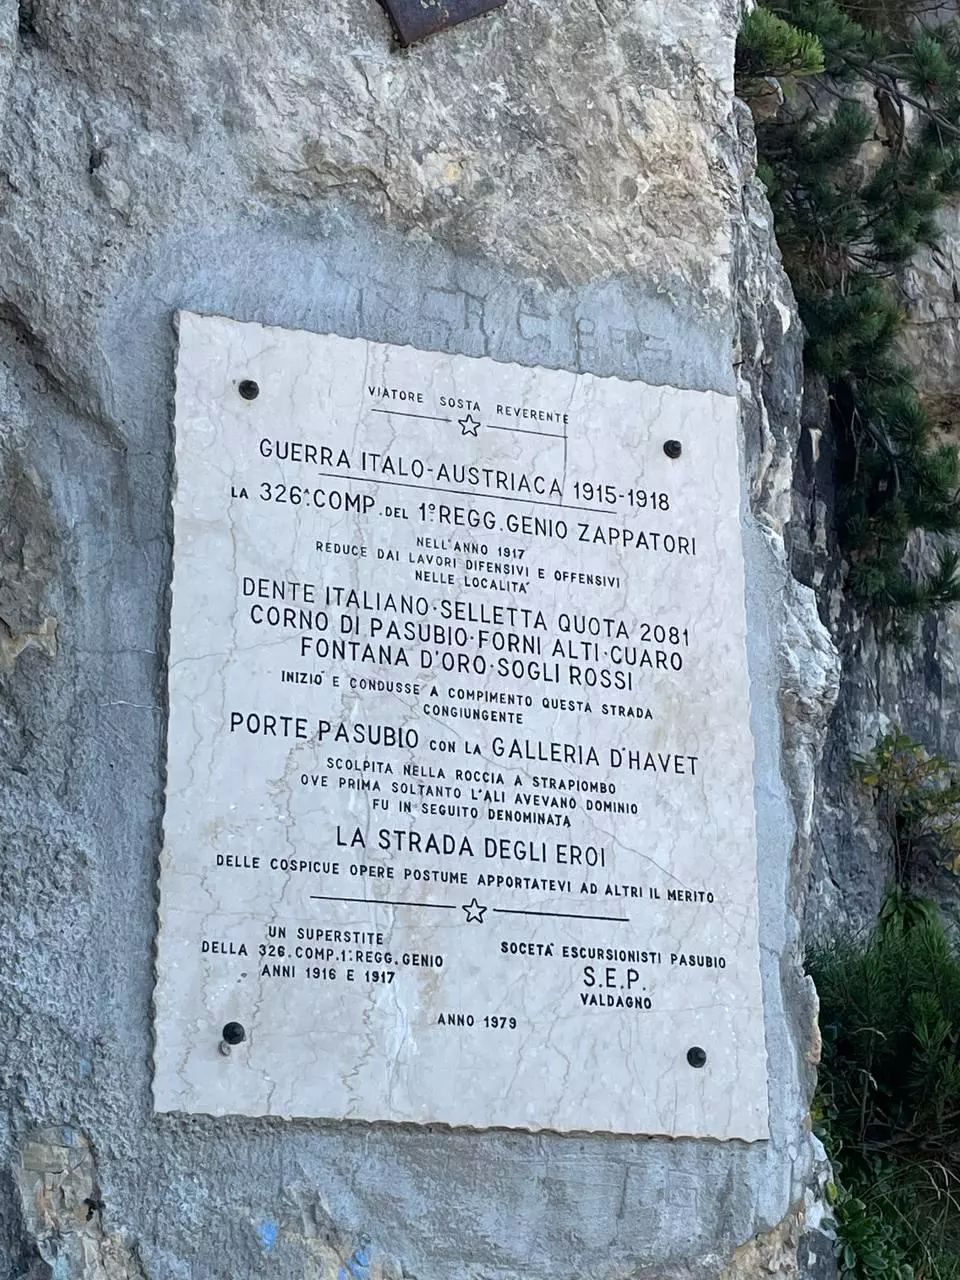 VIATORE SOSTA REVERENTE
GUERRA ITALO-AUSTRIACA 1915-1918
LA 326ª COMP. DEL 1º REGG. GENIO ZAPPATORI
NELL'ANNO 1917
REDUCE DAI LAVORI DIFENSIVI E OFFENSIVI
NELLE LOCALITA'
DENTE ITALIANO·SELLETTA QUOTA 2081
CORNO DI PASUBIO·FORNI ALTI·CUARO
FONTANA D'ORO·SOGLI ROSSI
INIZIO' E CONDUSSE A COMPIMENTO QUESTA STRADA
CONGIUNGENTE
PORTE PASUBIO CON LA GALLERIA D'HAVET
SCOLPITA NELLA ROCCIA A STRAPIOMBO
OVE PRIMA SOLTANTO L'ALI AVEVANO DOMINIO
FU IN SEGUITO DENOMINATA
LA STRADA DEGLI EROI
DELLE COSPICUE OPERE POSTUME APPORTATEVI AD ALTRI IL MERITO
UN SUPERSTITE
DELLA 326.COMP.1º.REGG.GENIO
ANNI 1916 E 1917
SOCETA' ESCURSIONISTI PASUBIO
S.E.P.
VALDAGNO
ANNO 1979